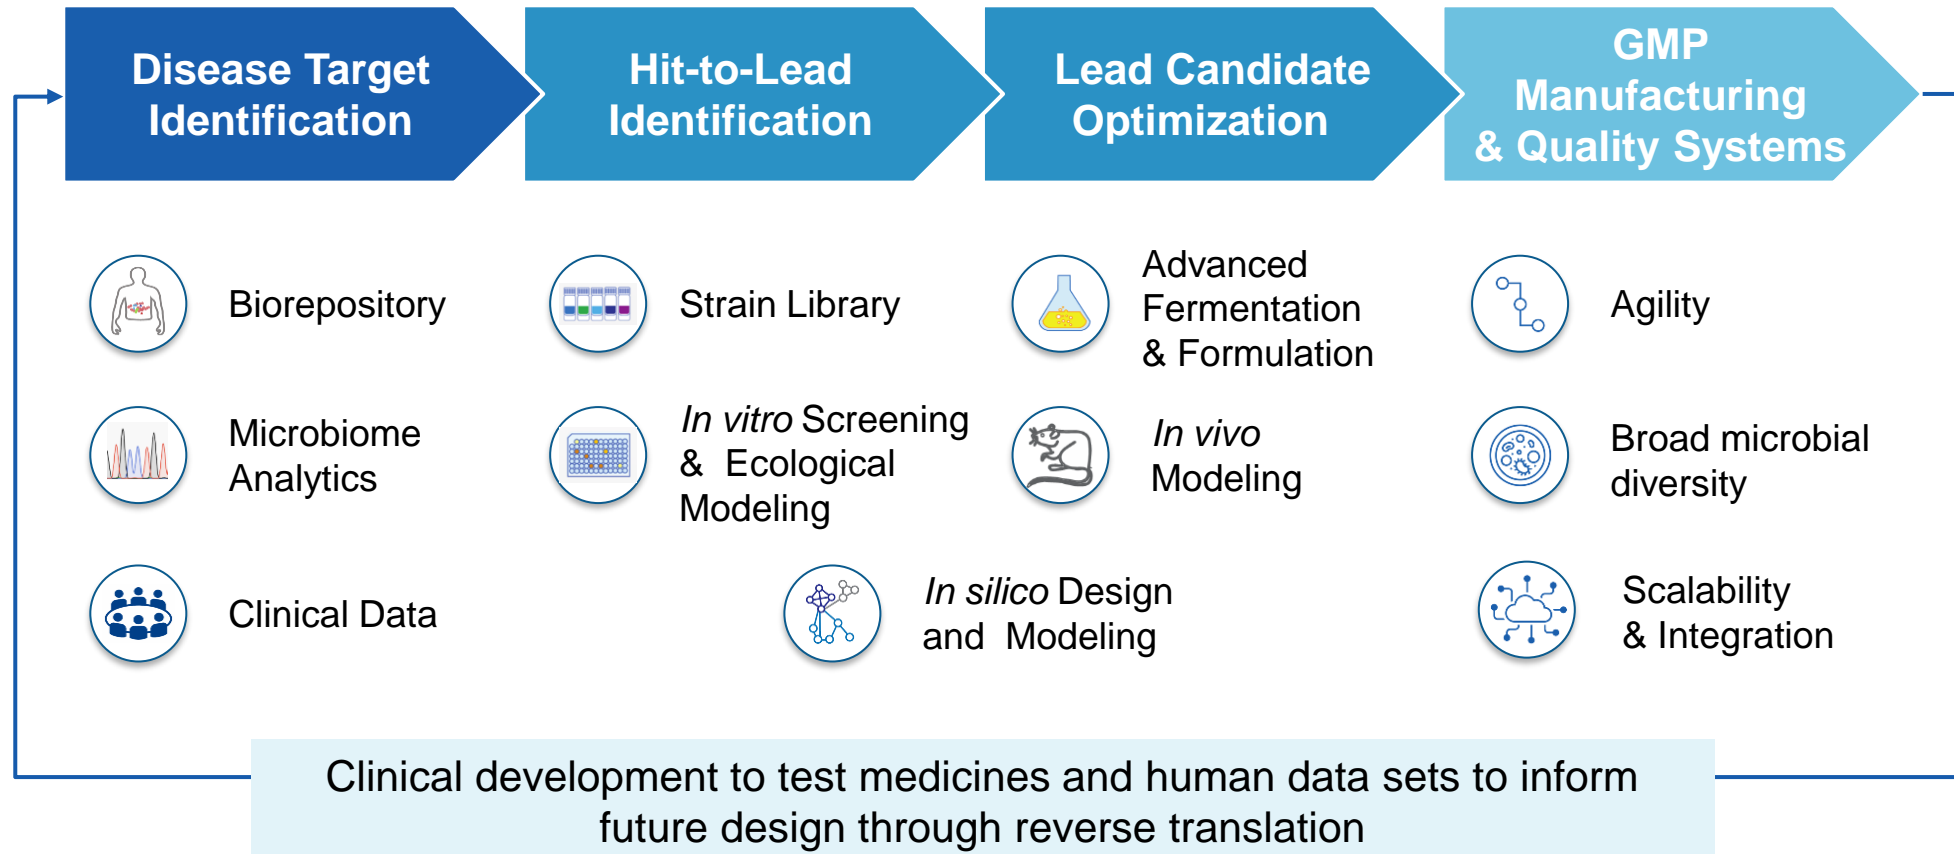 Disease Target
Identification
Hit-to-Lead
Identification
Lead Candidate
Optimization
GMP
Manufacturing
& Quality Systems
Biorepository
Microbiome
Analytics
Clinical Data
Strain Library
In vitro Screening
& Ecological
Modeling
Advanced
Fermentation
& Formulation
In vivo
Modeling
In silico Design
and Modeling
Agility
Broad microbial
diversity
Scalability
& Integration
Clinical development to test medicines and human data sets to inform
future design through reverse translation